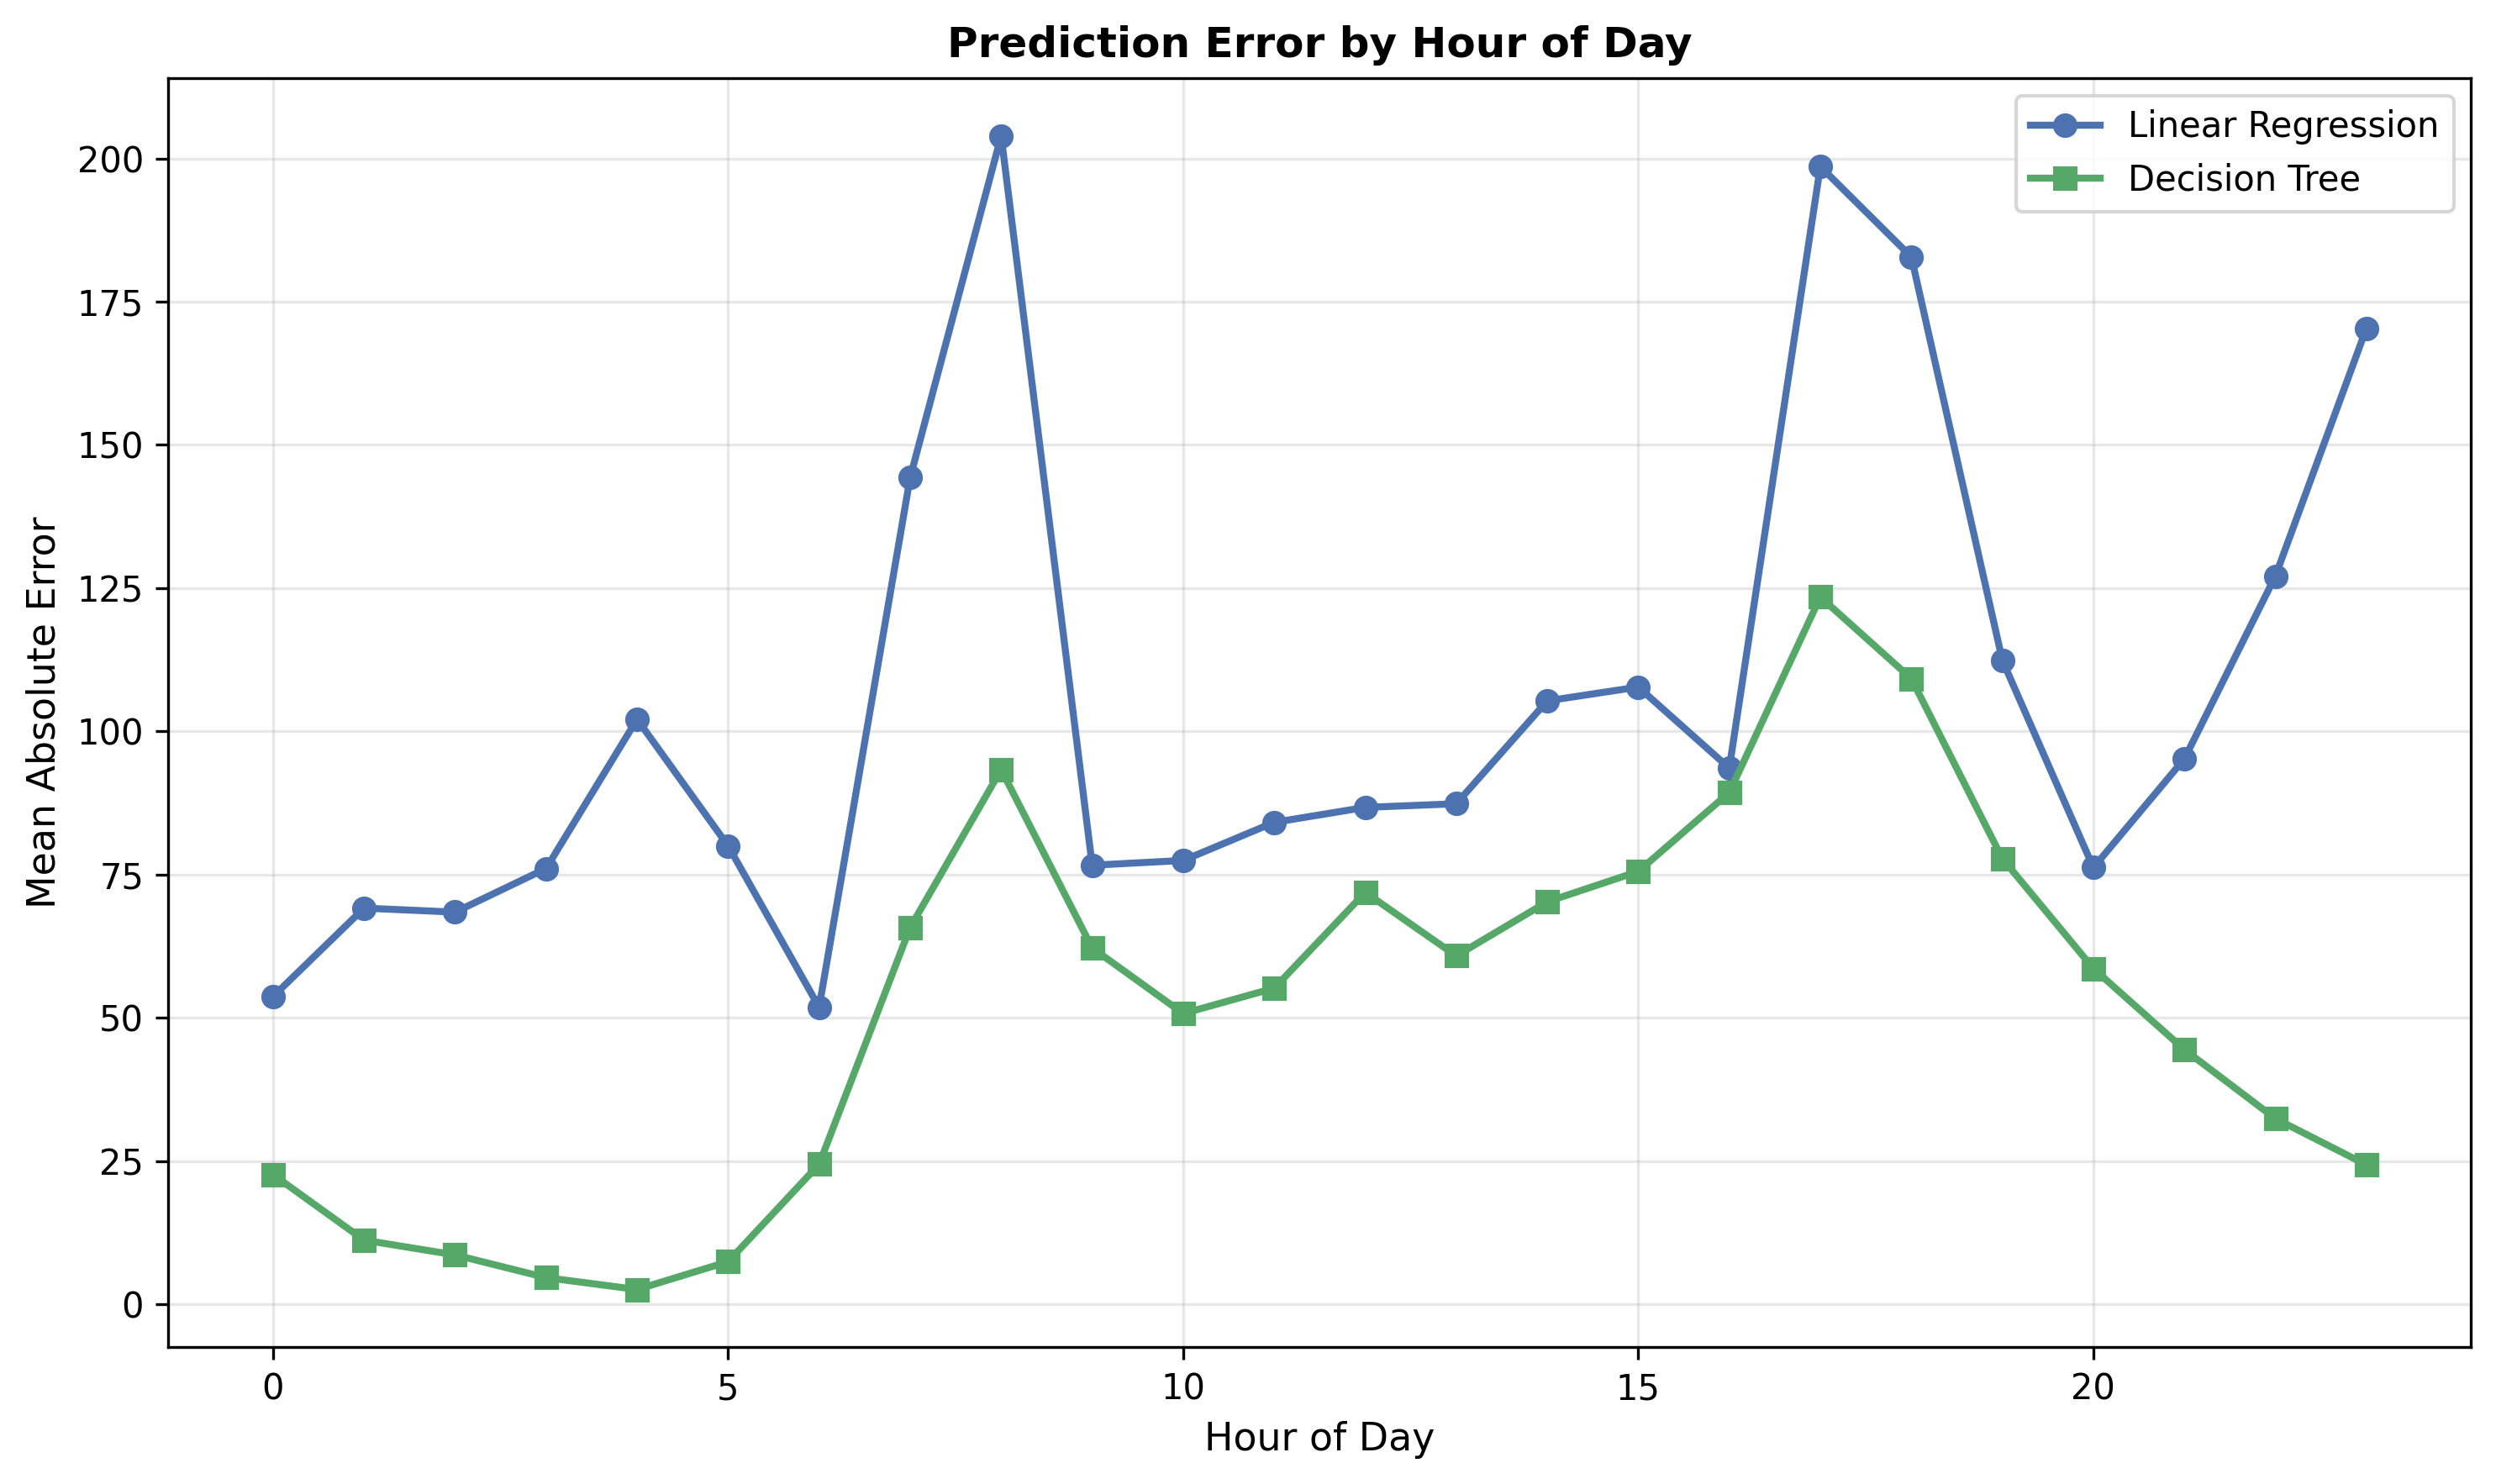 Prediction Error by Hour of Day
Linear Regression
Decision Tree
Mean Absolute Error
200
175
150
125
100
75
50
25
0
0 5 10 15 20
Hour of Day